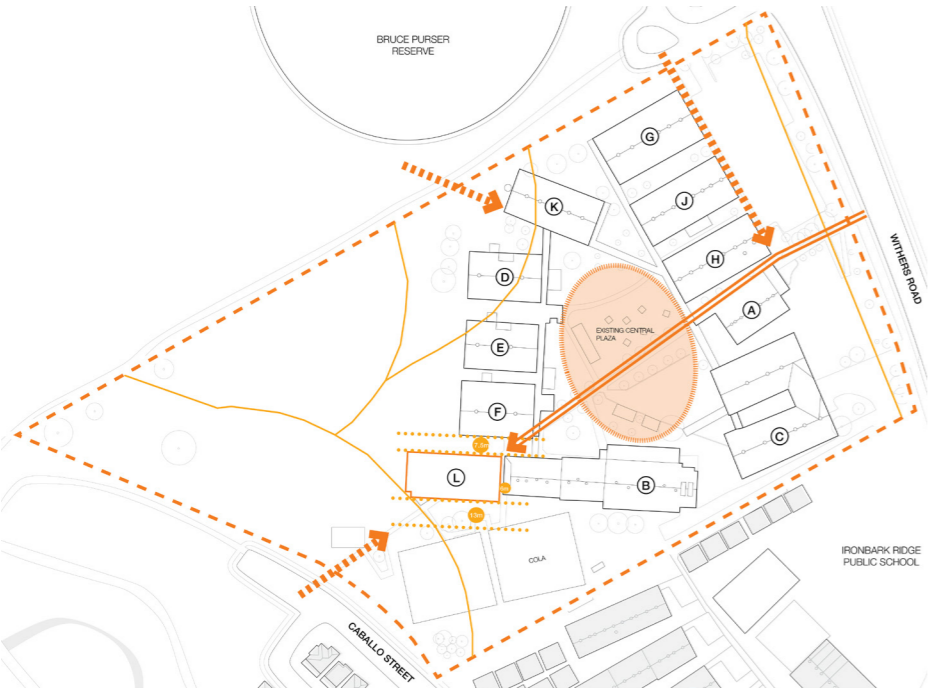 BRUCE PURSER
RESERVE
G
K
J
WITHERS ROAD
H
D
A
EXISTING CENTRAL
PLAZA
E
F
C
L
B
IRONBARK RIDGE
PUBLIC SCHOOL
COLA
CABALLO STREET